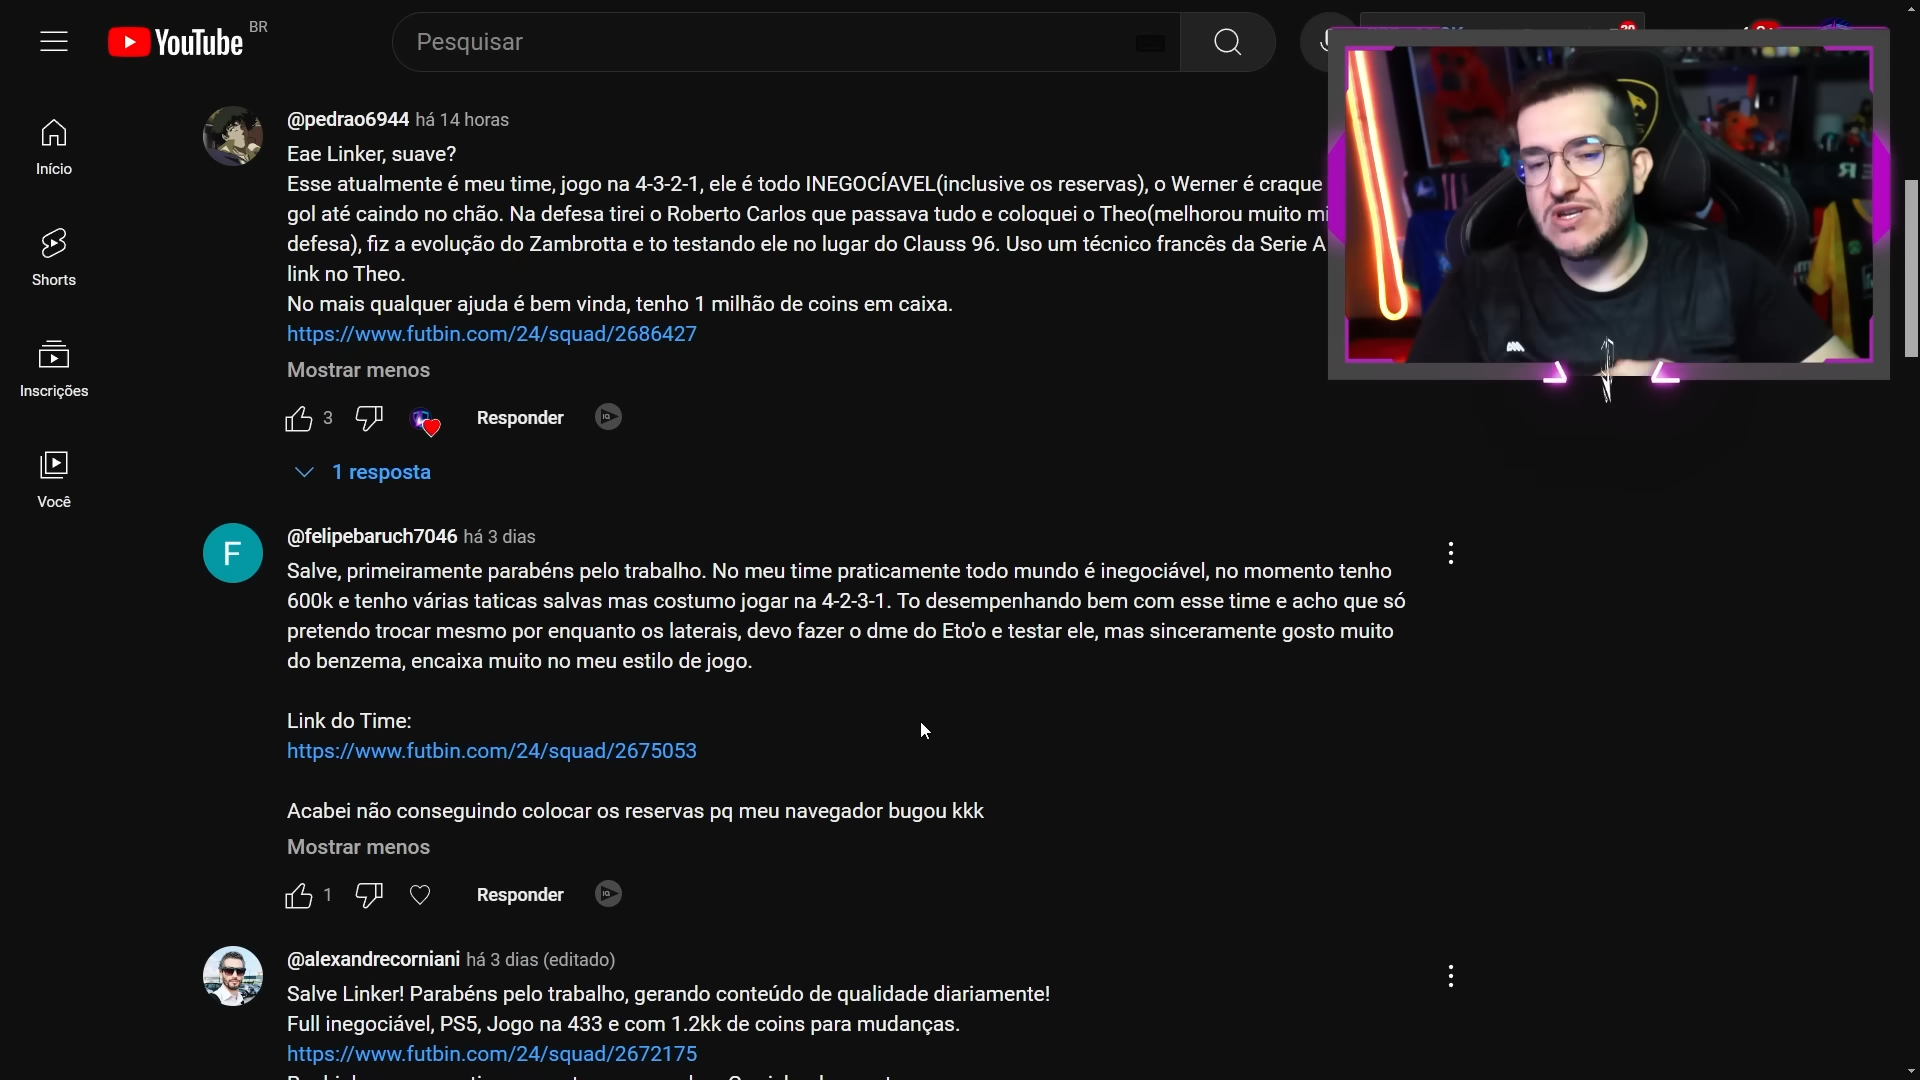 YouTube BR
Pesquisar
Início
Shorts
Inscrições
Você
@pedrao6944 há 14 horas
Eae Linker, suave?
Esse atualmente é meu time, jogo na 4-3-2-1, ele é todo INEGOCÍAVEL(inclusive os reservas), o Werner é craque
gol até caindo no chão. Na defesa tirei o Roberto Carlos que passava tudo e coloquei o Theo(melhorou muito mi
defesa), fiz a evolução do Zambrotta e to testando ele no lugar do Clauss 96. Uso um técnico francês da Serie A
link no Theo.
No mais qualquer ajuda é bem vinda, tenho 1 milhão de coins em caixa.
https://www.futbin.com/24/squad/2686427
Mostrar menos
3 Responder
1 resposta
F
@felipebaruch7046 há 3 dias
Salve, primeiramente parabéns pelo trabalho. No meu time praticamente todo mundo é inegociável, no momento tenho
600k e tenho várias taticas salvas mas costumo jogar na 4-2-3-1. To desempenhando bem com esse time e acho que só
pretendo trocar mesmo por enquanto os laterais, devo fazer o dme do Eto'o e testar ele, mas sinceramente gosto muito
do benzema, encaixa muito no meu estilo de jogo.
Link do Time:
https://www.futbin.com/24/squad/2675053
Acabei não conseguindo colocar os reservas pq meu navegador bugou kkk
Mostrar menos
1 Responder
@alexandrecorniani há 3 dias (editado)
Salve Linker! Parabéns pelo trabalho, gerando conteúdo de qualidade diariamente!
Full inegociável, PS5, Jogo na 433 e com 1.2kk de coins para mudanças.
https://www.futbin.com/24/squad/2672175